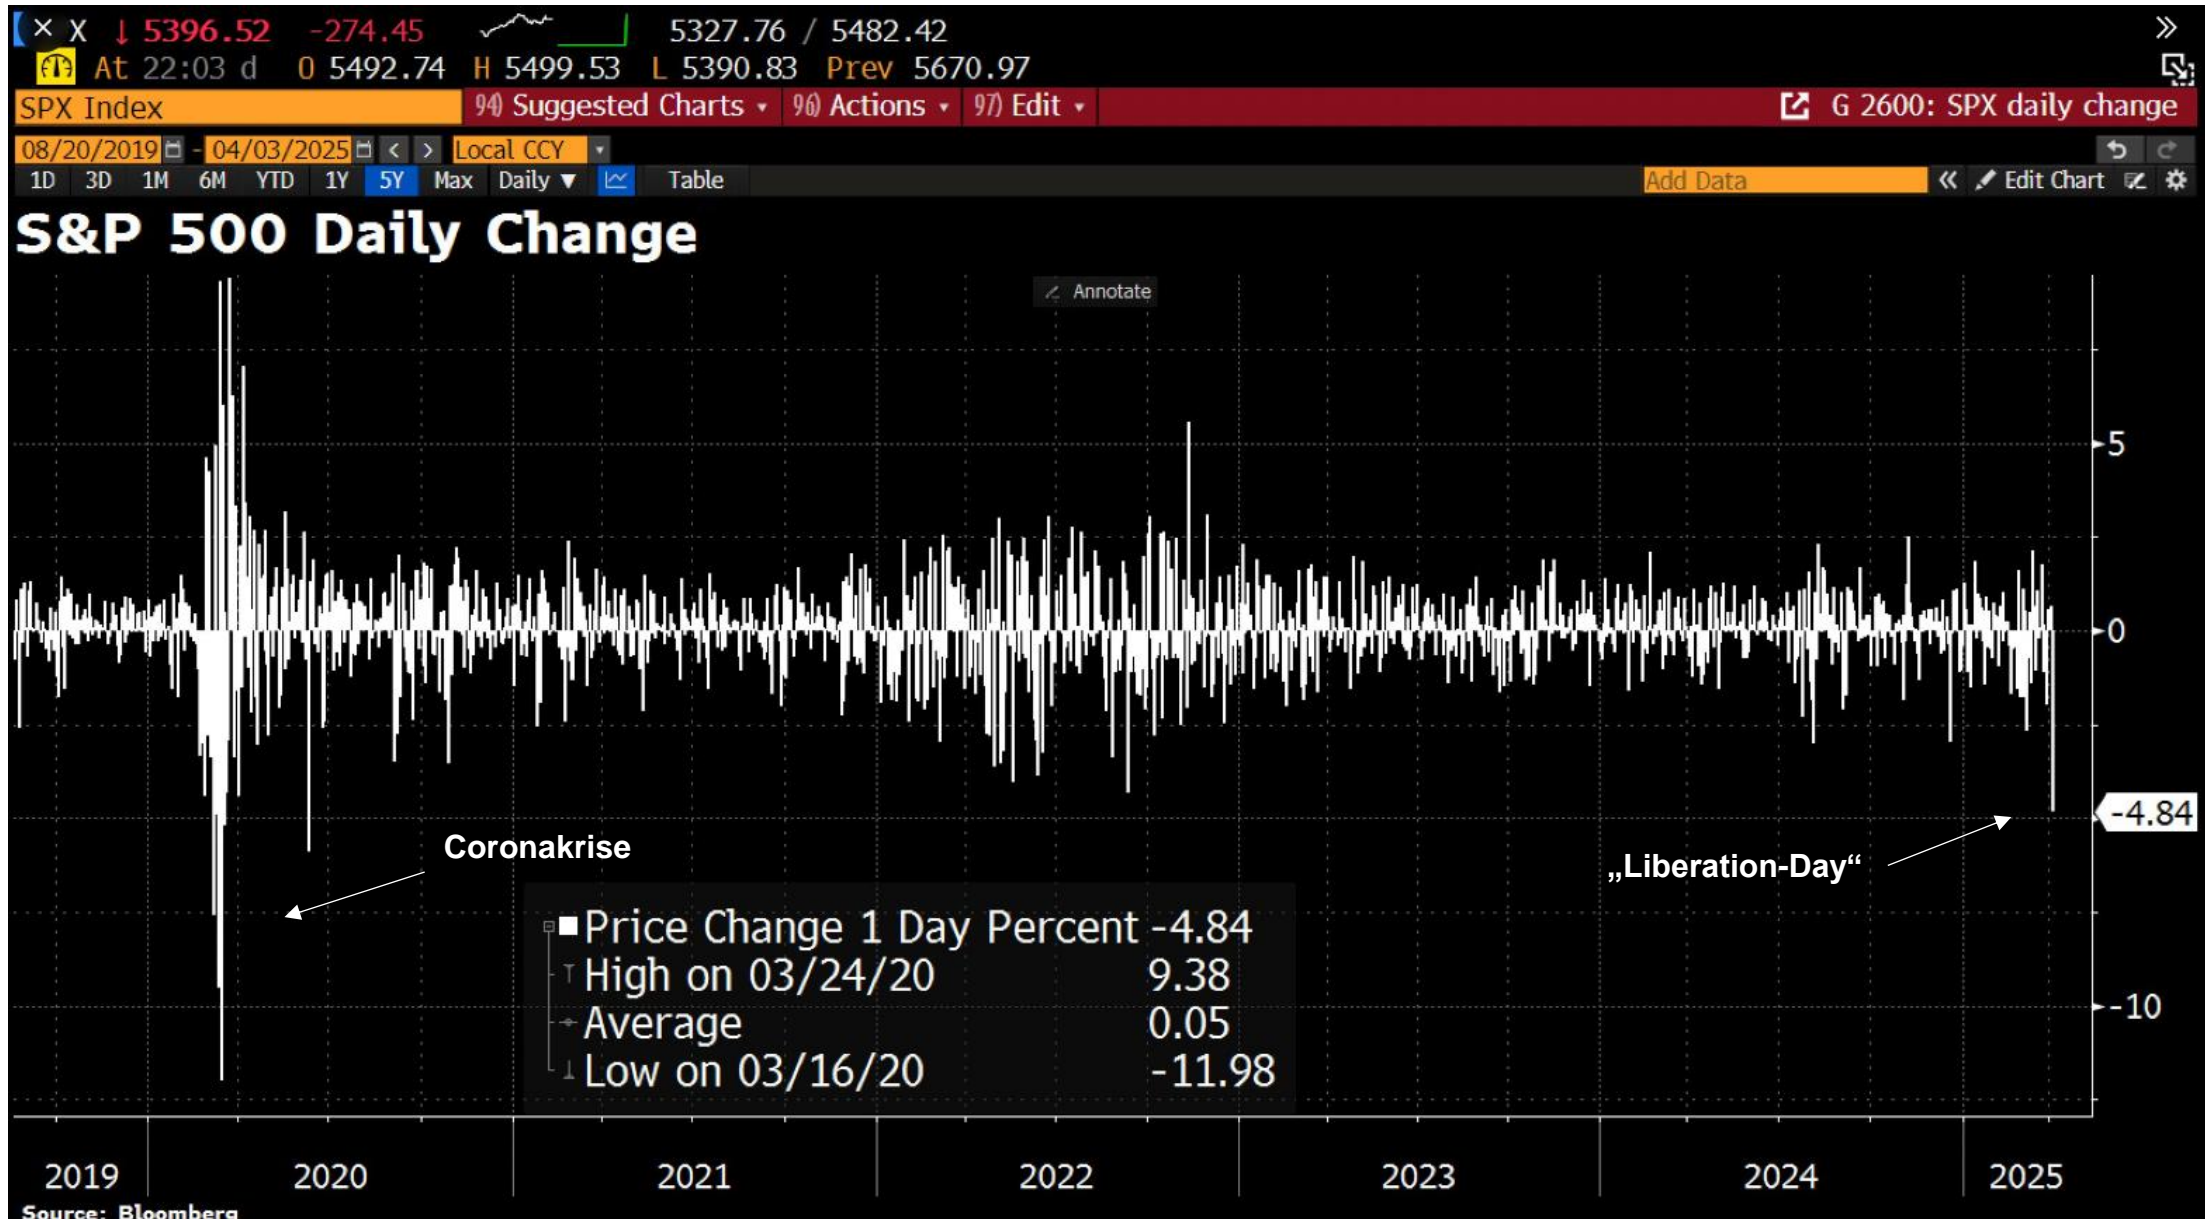 X ↓ 5396.52 -274.45 5327.76 / 5482.42
At 22:03 d O 5492.74 H 5499.53 L 5390.83 Prev 5670.97
SPX Index 94) Suggested Charts 96) Actions 97) Edit G 2600: SPX daily change
08/20/2019 - 04/03/2025 < > Local CCY
1D 3D 1M 6M YTD 1Y 5Y Max Daily ▼ Table Add Data « Edit Chart
S&P 500 Daily Change
Annotate
5
0
-4.84
Coronakrise
„Liberation-Day“
Price Change 1 Day Percent -4.84
High on 03/24/20 9.38
Average 0.05
Low on 03/16/20 -11.98
-10
2019 2020 2021 2022 2023 2024 2025
Source: Bloomberg